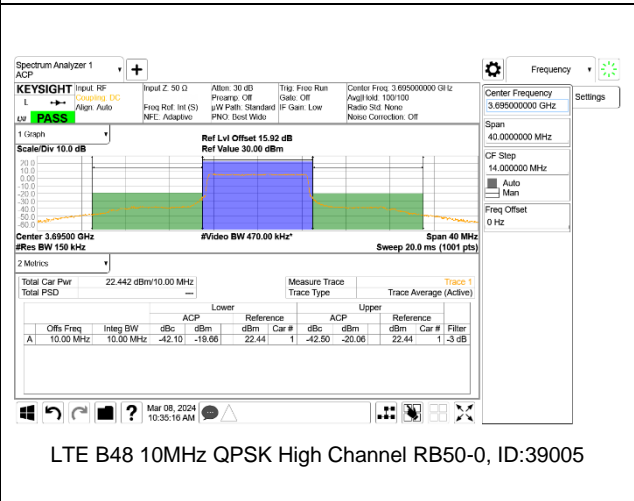 Spectrum Analyzer 1
ACP
Frequency
KEYSIGHT Input: RF Input Z: 50 Ω Atten: 30 dB Trig: Free Run Center Freq: 3.695000000 GHz
L Coupling: DC Preamp: Off Gate: Off Avg|Hold: 100/100
Align: Auto Freq Ref: Int (S) µW Path: Standard IF Gain: Low Radio Std: None
PASS NFE: Adaptive PNO: Best Wide Noise Correction: Off
Center Frequency Settings
3.695000000 GHz
Span
40.0000000 MHz
CF Step
14.000000 MHz
Auto
Man
Freq Offset
0 Hz
1 Graph Ref Lvl Offset 15.92 dB
Scale/Div 10.0 dB Ref Value 30.00 dBm
20.0
10.0
0.00
-10.0
-20.0
-30.0
-40.0
-50.0
-60.0
Center 3.69500 GHz #Video BW 470.00 kHz* Span 40 MHz
#Res BW 150 kHz Sweep 20.0 ms (1001 pts)
2 Metrics
Total Car Pwr 22.442 dBm/10.00 MHz Measure Trace Trace 1
Total PSD --- Trace Type Trace Average (Active)
Lower Upper
ACP Reference ACP Reference
Offs Freq Integ BW dBc dBm dBm Car # dBc dBm dBm Car # Filter
A 10.00 MHz 10.00 MHz -42.10 -19.66 22.44 1 -42.50 -20.06 22.44 1 -3 dB
Mar 08, 2024
10:35:16 AM
LTE B48 10MHz QPSK High Channel RB50-0, ID:39005